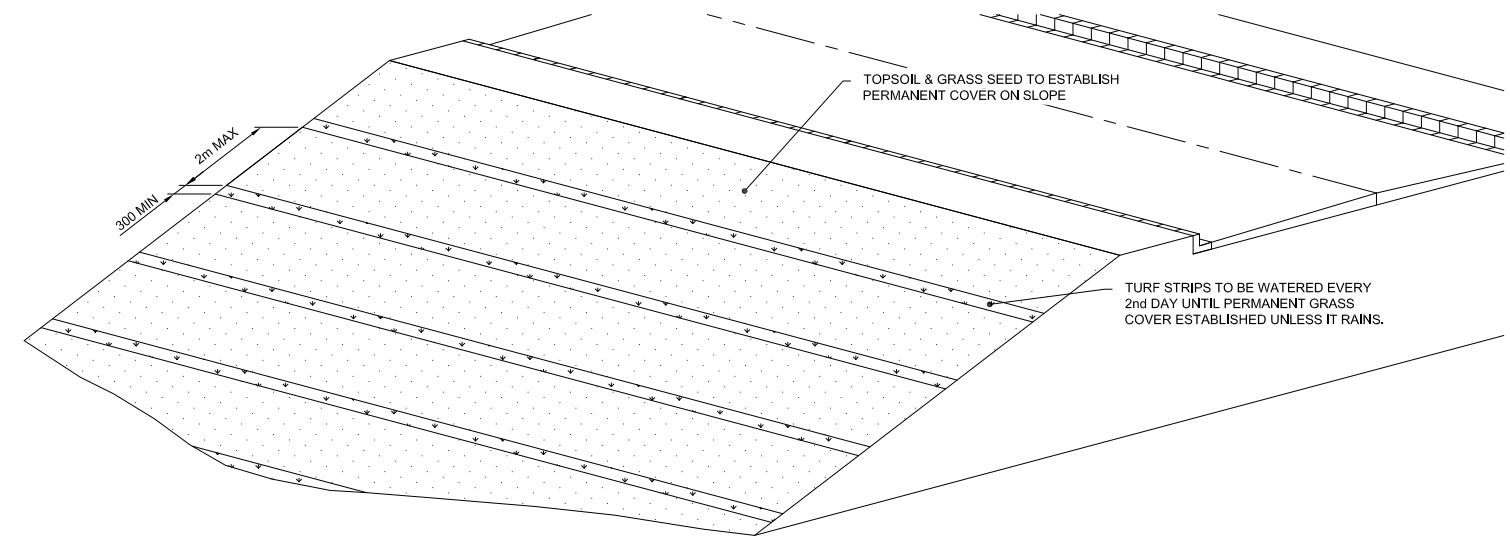 TOPSOIL & GRASS SEED TO ESTABLISH
PERMANENT COVER ON SLOPE
2m MAX
300 MIN
TURF STRIPS TO BE WATERED EVERY
2nd DAY UNTIL PERMANENT GRASS
COVER ESTABLISHED UNLESS IT RAINS.